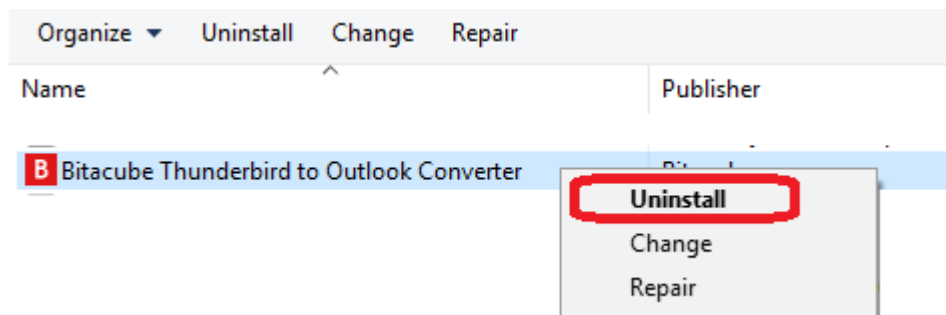 Organize Uninstall Change Repair
Name Publisher
B Bitacube Thunderbird to Outlook Converter
Uninstall
Change
Repair